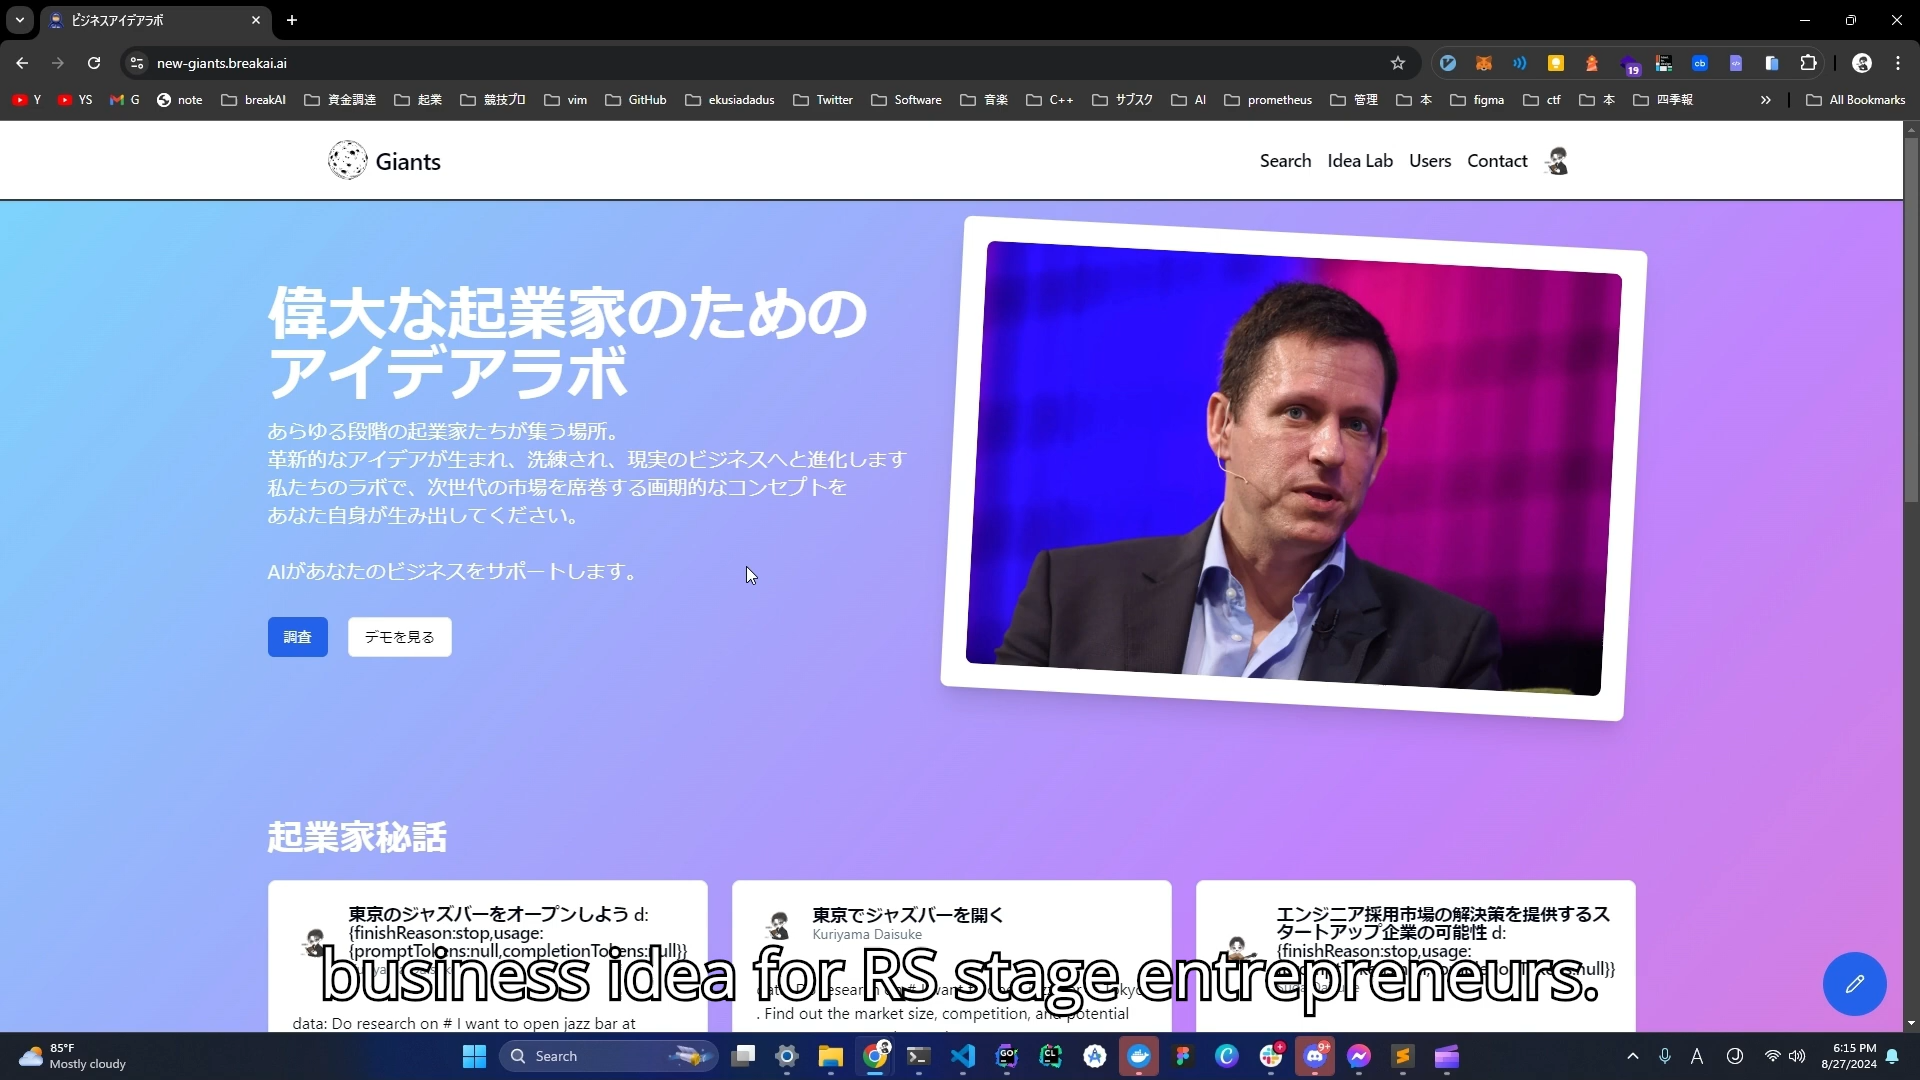 ビジネスアイデアラボ
new-giants.breakai.ai
19
Y
YS
G
note
breakAI
資金調達
起業
競技プロ
vim
GitHub
ekusiadadus
Twitter
Software
音楽
C++
サブスク
AI
prometheus
管理
本
figma
ctf
本
四季報
All Bookmarks
Giants
Search
Idea Lab
Users
Contact
偉大な起業家のための
アイデアラボ
あらゆる段階の起業家たちが集う場所。
革新的なアイデアが生まれ、洗練され、現実のビジネスへと進化します
私たちのラボで、次世代の市場を席巻する画期的なコンセプトを
あなた自身が生み出してください。
AIがあなたのビジネスをサポートします。
調査
デモを見る
起業家秘話
東京のジャズバーをオープンしよう d:
{finishReason:stop,usage:
{promptTokens:null,completionTokens:null}}
data: Do research on # I want to open jazz bar at
東京でジャズバーを開く
Kuriyama Daisuke
. Find out the market size, competition, and potential
エンジニア採用市場の解決策を提供するス
タートアップ企業の可能性 d:
{finishReason:stop,usage:
business idea for RS stage entrepreneurs.
85°F
Mostly cloudy
Search
9+
A
6:15 PM
8/27/2024